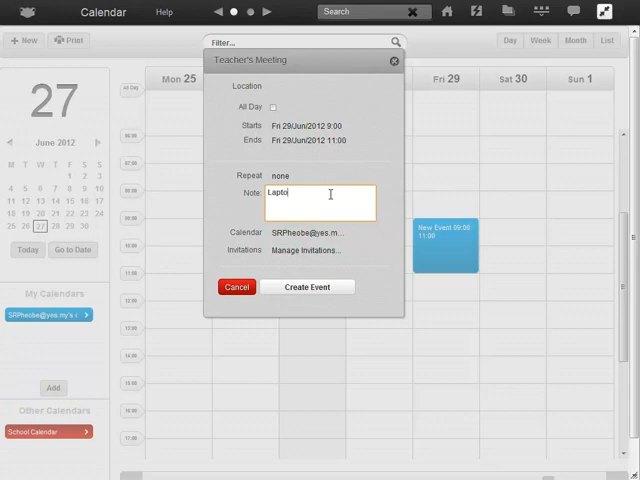 Calendar
Help
Search
+ New
Print
Filter...
Day
Week
Month
List
27
June 2012
M T W T F S S
1 2 3
4 5 6 7 8 9 10
11 12 13 14 15 16 17
18 19 20 21 22 23 24
25 26 27 28 29 30
Today
Go to Date
My Calendars
SRPheobe@yes.my's c
Add
Other Calendars
School Calendar
Mon 25
Fri 29
Sat 30
Sun 1
All Day
06:00
07:00
08:00
09:00
10:00
11:00
12:00
13:00
14:00
15:00
16:00
17:00
New Event 09:00
11:00
Teacher's Meeting
Location
All Day
Starts Fri 29/Jun/2012 9:00
Ends Fri 29/Jun/2012 11:00
Repeat none
Note: Lapto
Calendar SRPheobe@yes.m...
Invitations Manage Invitations...
Cancel
Create Event